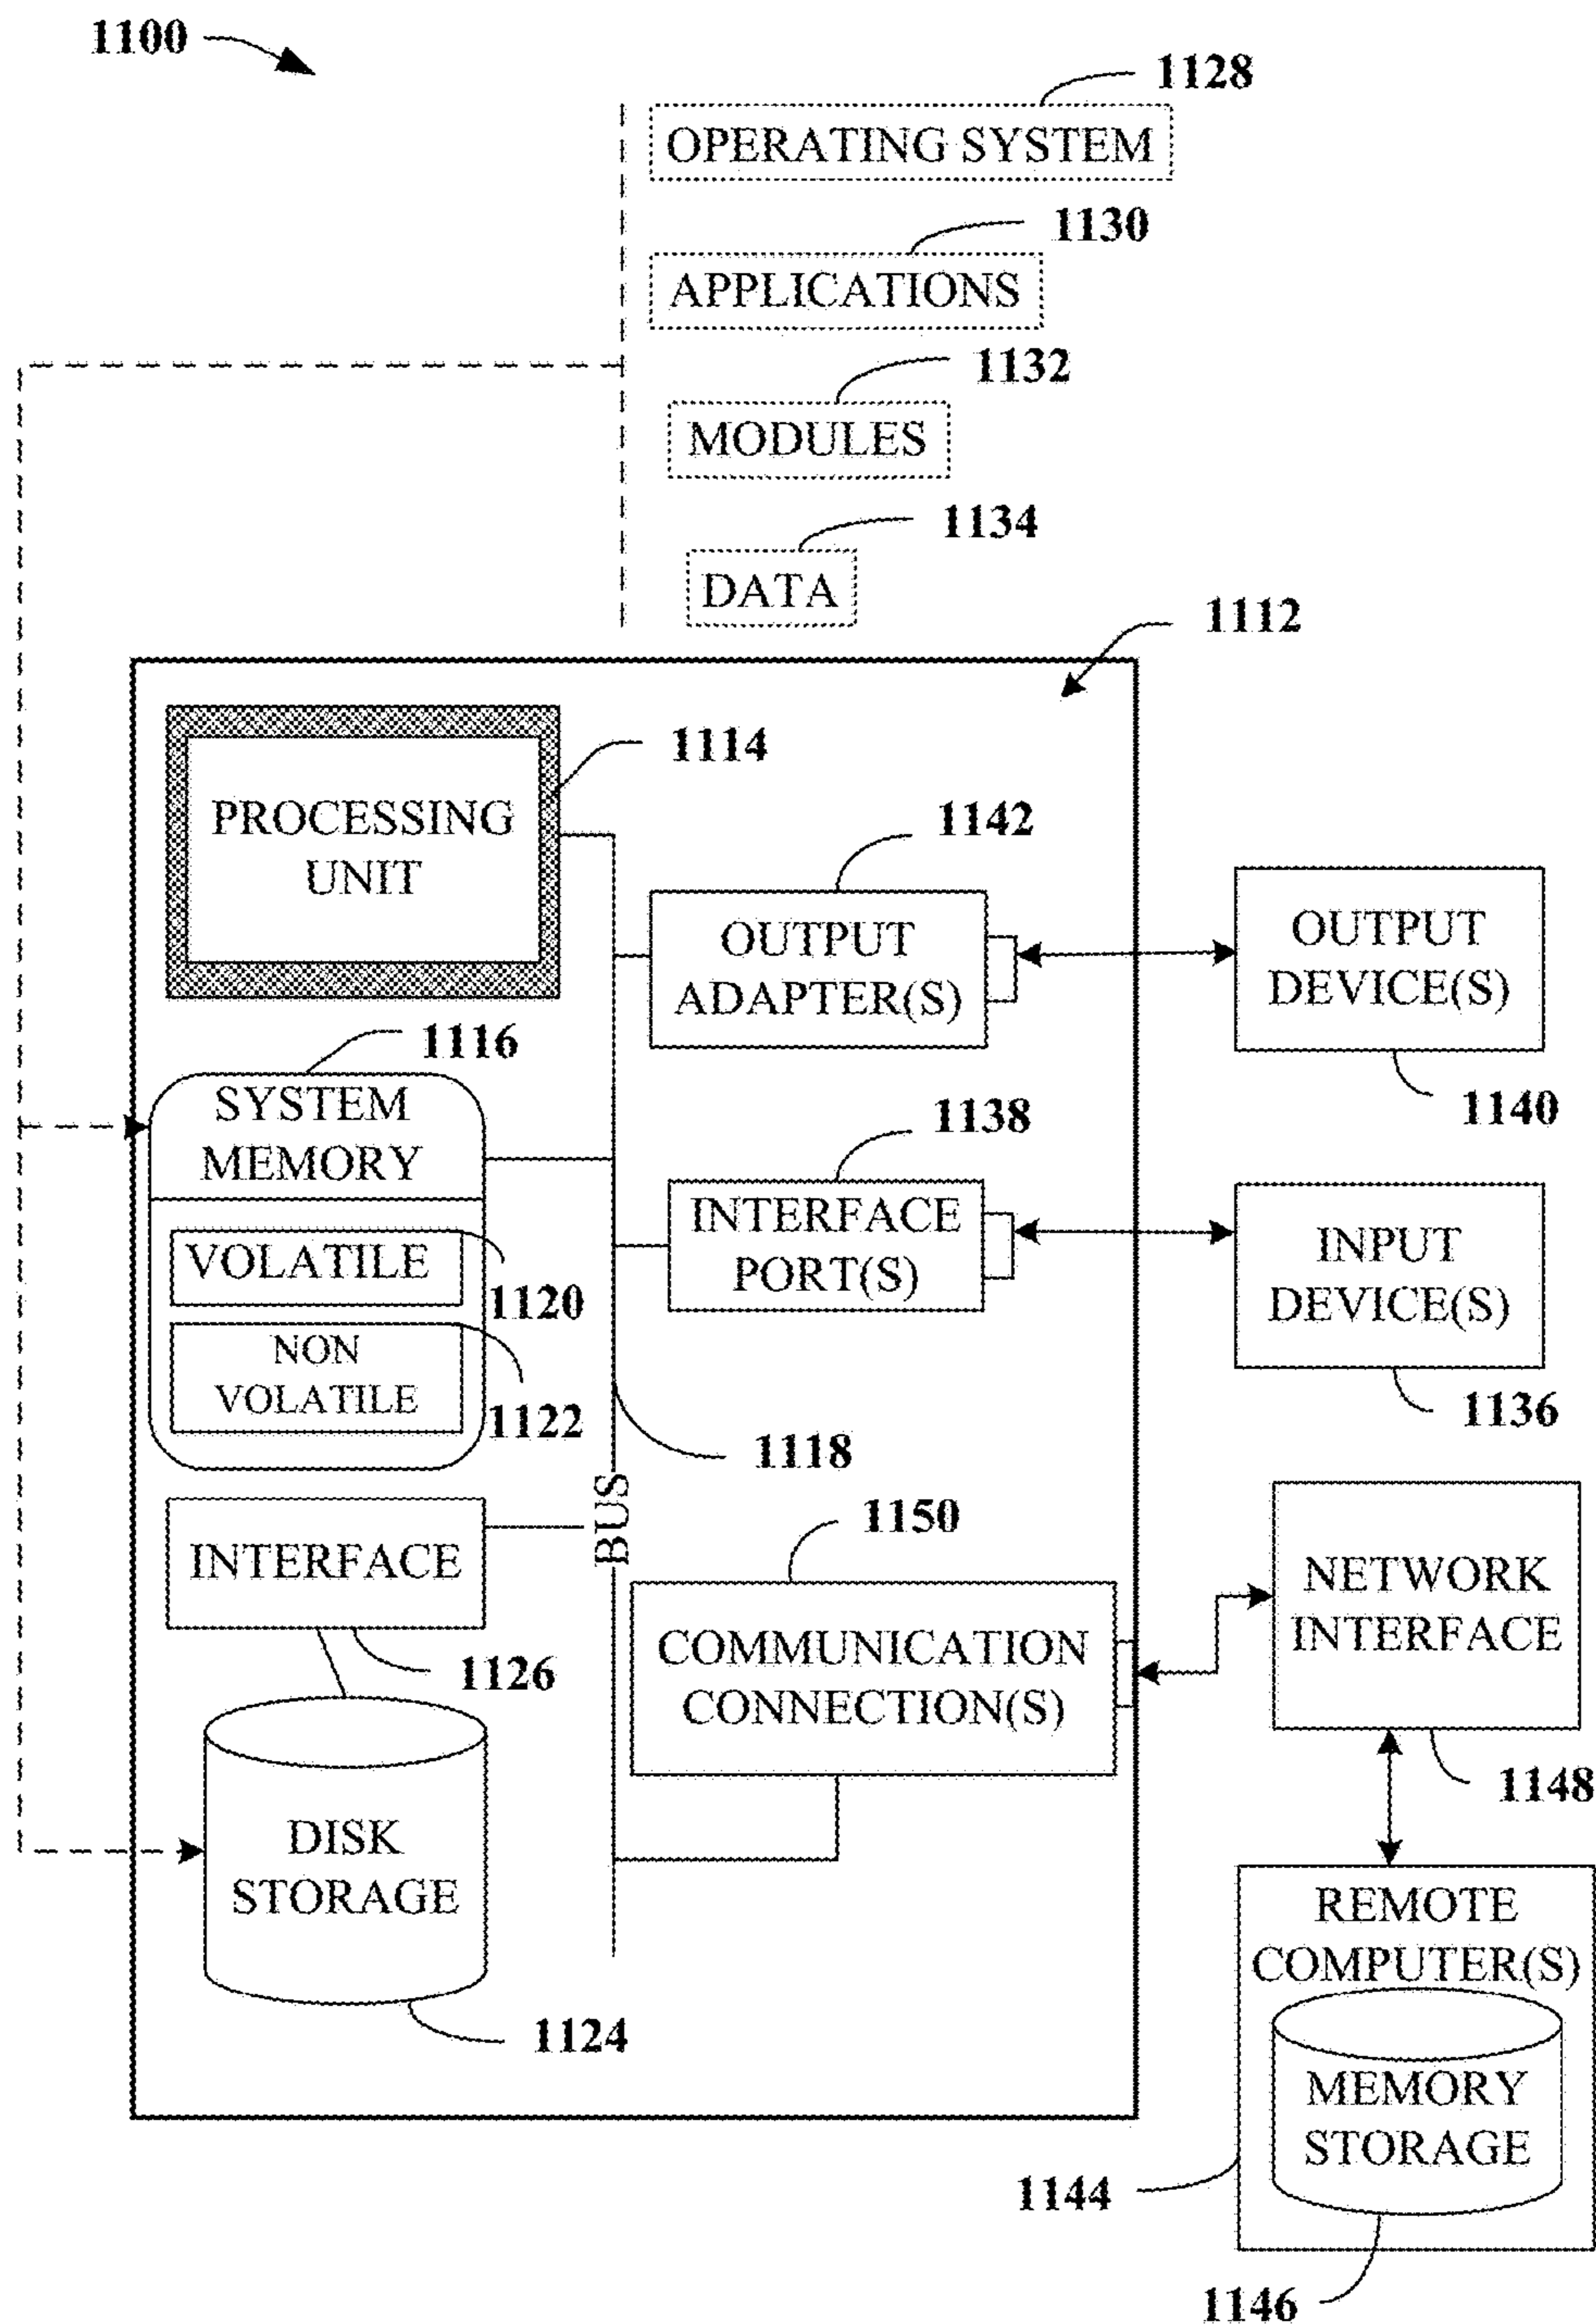 1100
1128
OPERATING SYSTEM
1130
APPLICATIONS
1132
MODULES
1134
DATA
1112
1114
PROCESSING
UNIT
1142
OUTPUT
ADAPTER(S)
OUTPUT
DEVICE(S)
1140
1116
SYSTEM
MEMORY
1138
INTERFACE
PORT(S)
INPUT
DEVICE(S)
1136
VOLATILE
1120
NON
VOLATILE
1122
1118
BUS
INTERFACE
1126
1150
COMMUNICATION
CONNECTION(S)
NETWORK
INTERFACE
1148
DISK
STORAGE
1124
REMOTE
COMPUTER(S)
MEMORY
STORAGE
1144
1146